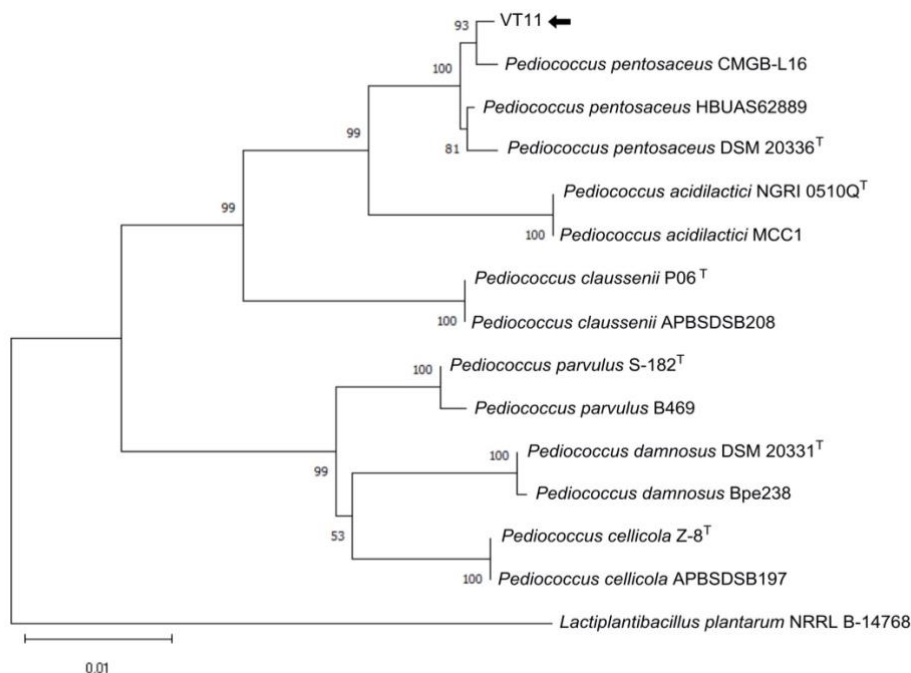 93
VT11
Pediococcus pentosaceus CMGB-L16
100
Pediococcus pentosaceus HBUAS62889
99
81
Pediococcus pentosaceus DSM 20336ᵀ
Pediococcus acidilactici NGRI 0510Qᵀ
99
100
Pediococcus acidilactici MCC1
Pediococcus claussenii P06 ᵀ
100
Pediococcus claussenii APBSDSB208
100
Pediococcus parvulus S-182ᵀ
Pediococcus parvulus B469
100
Pediococcus damnosus DSM 20331ᵀ
99
Pediococcus damnosus Bpe238
53
Pediococcus cellicola Z-8ᵀ
100
Pediococcus cellicola APBSDSB197
Lactiplantibacillus plantarum NRRL B-14768
0.01